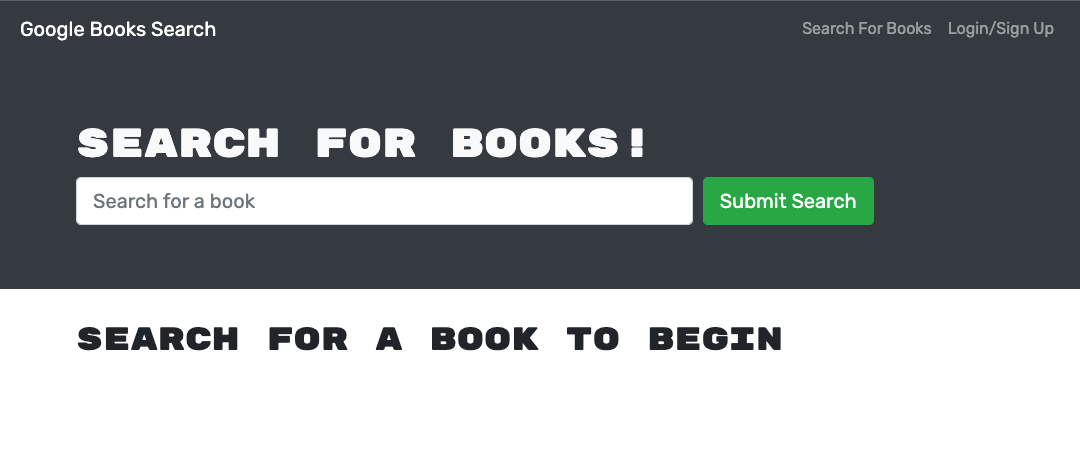 Google Books Search
Search For Books
Login/Sign Up
SEARCH FOR BOOKS!
Search for a book
Submit Search
SEARCH FOR A BOOK TO BEGIN